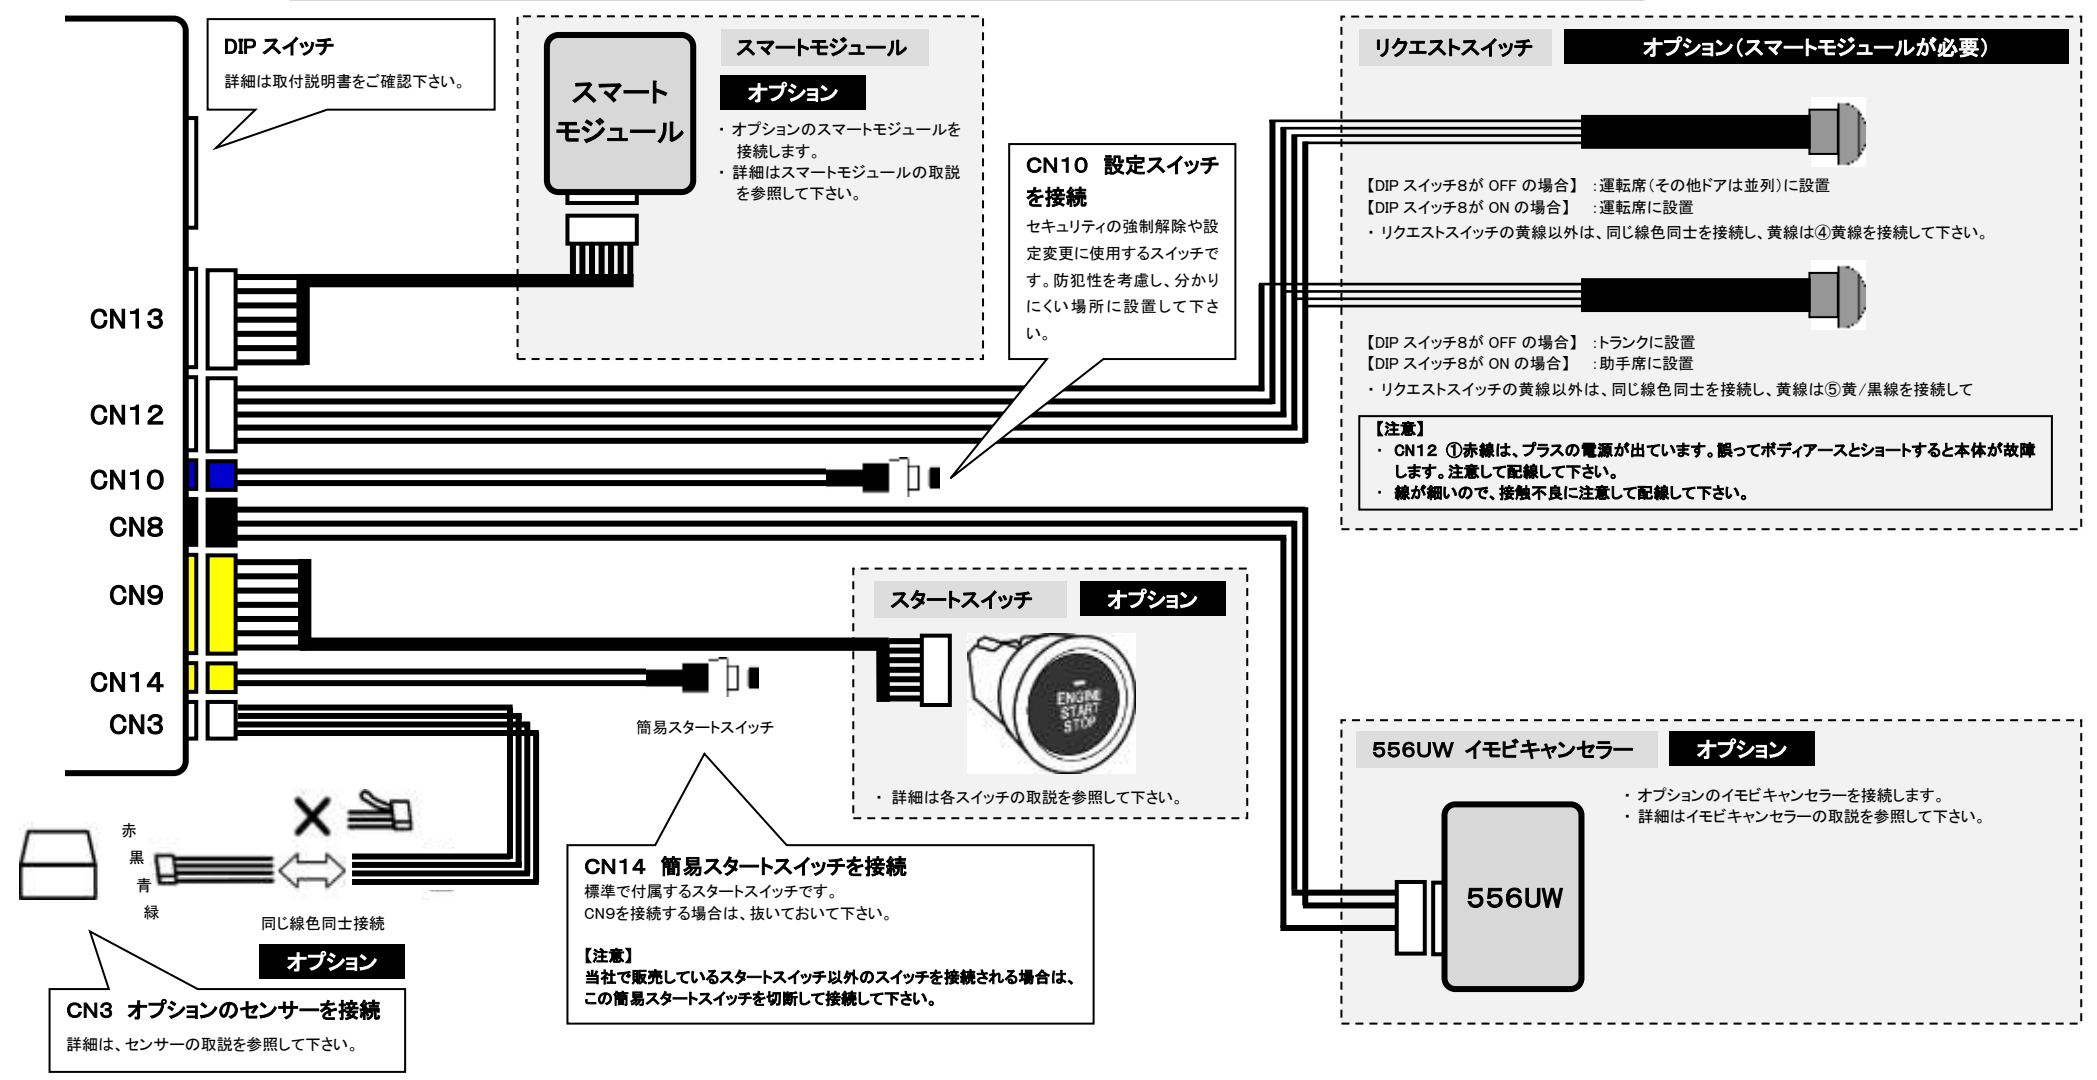 DIP スイッチ
詳細は取付説明書をご確認下さい。
スマート
モジュール
スマートモジュール
オプション
・ オプションのスマートモジュールを
接続します。
・ 詳細はスマートモジュールの取説
を参照して下さい。
CN10 設定スイッチ
を接続
セキュリティの強制解除や設
定変更に使用するスイッチで
す。防犯性を考慮し、分かり
にくい場所に設置して下さ
い。
リクエストスイッチ
オプション(スマートモジュールが必要)
【DIP スイッチ8が OFF の場合】 :運転席(その他ドアは並列)に設置
【DIP スイッチ8が ON の場合】 :運転席に設置
・ リクエストスイッチの黄線以外は、同じ線色同士を接続し、黄線は④黄線を接続して下さい。
【DIP スイッチ8が OFF の場合】 :トランクに設置
【DIP スイッチ8が ON の場合】 :助手席に設置
・ リクエストスイッチの黄線以外は、同じ線色同士を接続し、黄線は⑤黄/黒線を接続して
【注意】
・ CN12 ①赤線は、プラスの電源が出ています。誤ってボディアースとショートすると本体が故障
します。注意して配線して下さい。
・ 線が細いので、接触不良に注意して配線して下さい。
CN13
CN12
CN10
CN8
CN9
CN14
CN3
スタートスイッチ
オプション
ENGINE
START
STOP
・ 詳細は各スイッチの取説を参照して下さい。
簡易スタートスイッチ
CN14 簡易スタートスイッチを接続
標準で付属するスタートスイッチです。
CN9を接続する場合は、抜いておいて下さい。
【注意】
当社で販売しているスタートスイッチ以外のスイッチを接続される場合は、
この簡易スタートスイッチを切断して接続して下さい。
556UW イモビキャンセラー
オプション
・ オプションのイモビキャンセラーを接続します。
・ 詳細はイモビキャンセラーの取説を参照して下さい。
556UW
赤
黒
青
緑
同じ線色同士接続
オプション
CN3 オプションのセンサーを接続
詳細は、センサーの取説を参照して下さい。